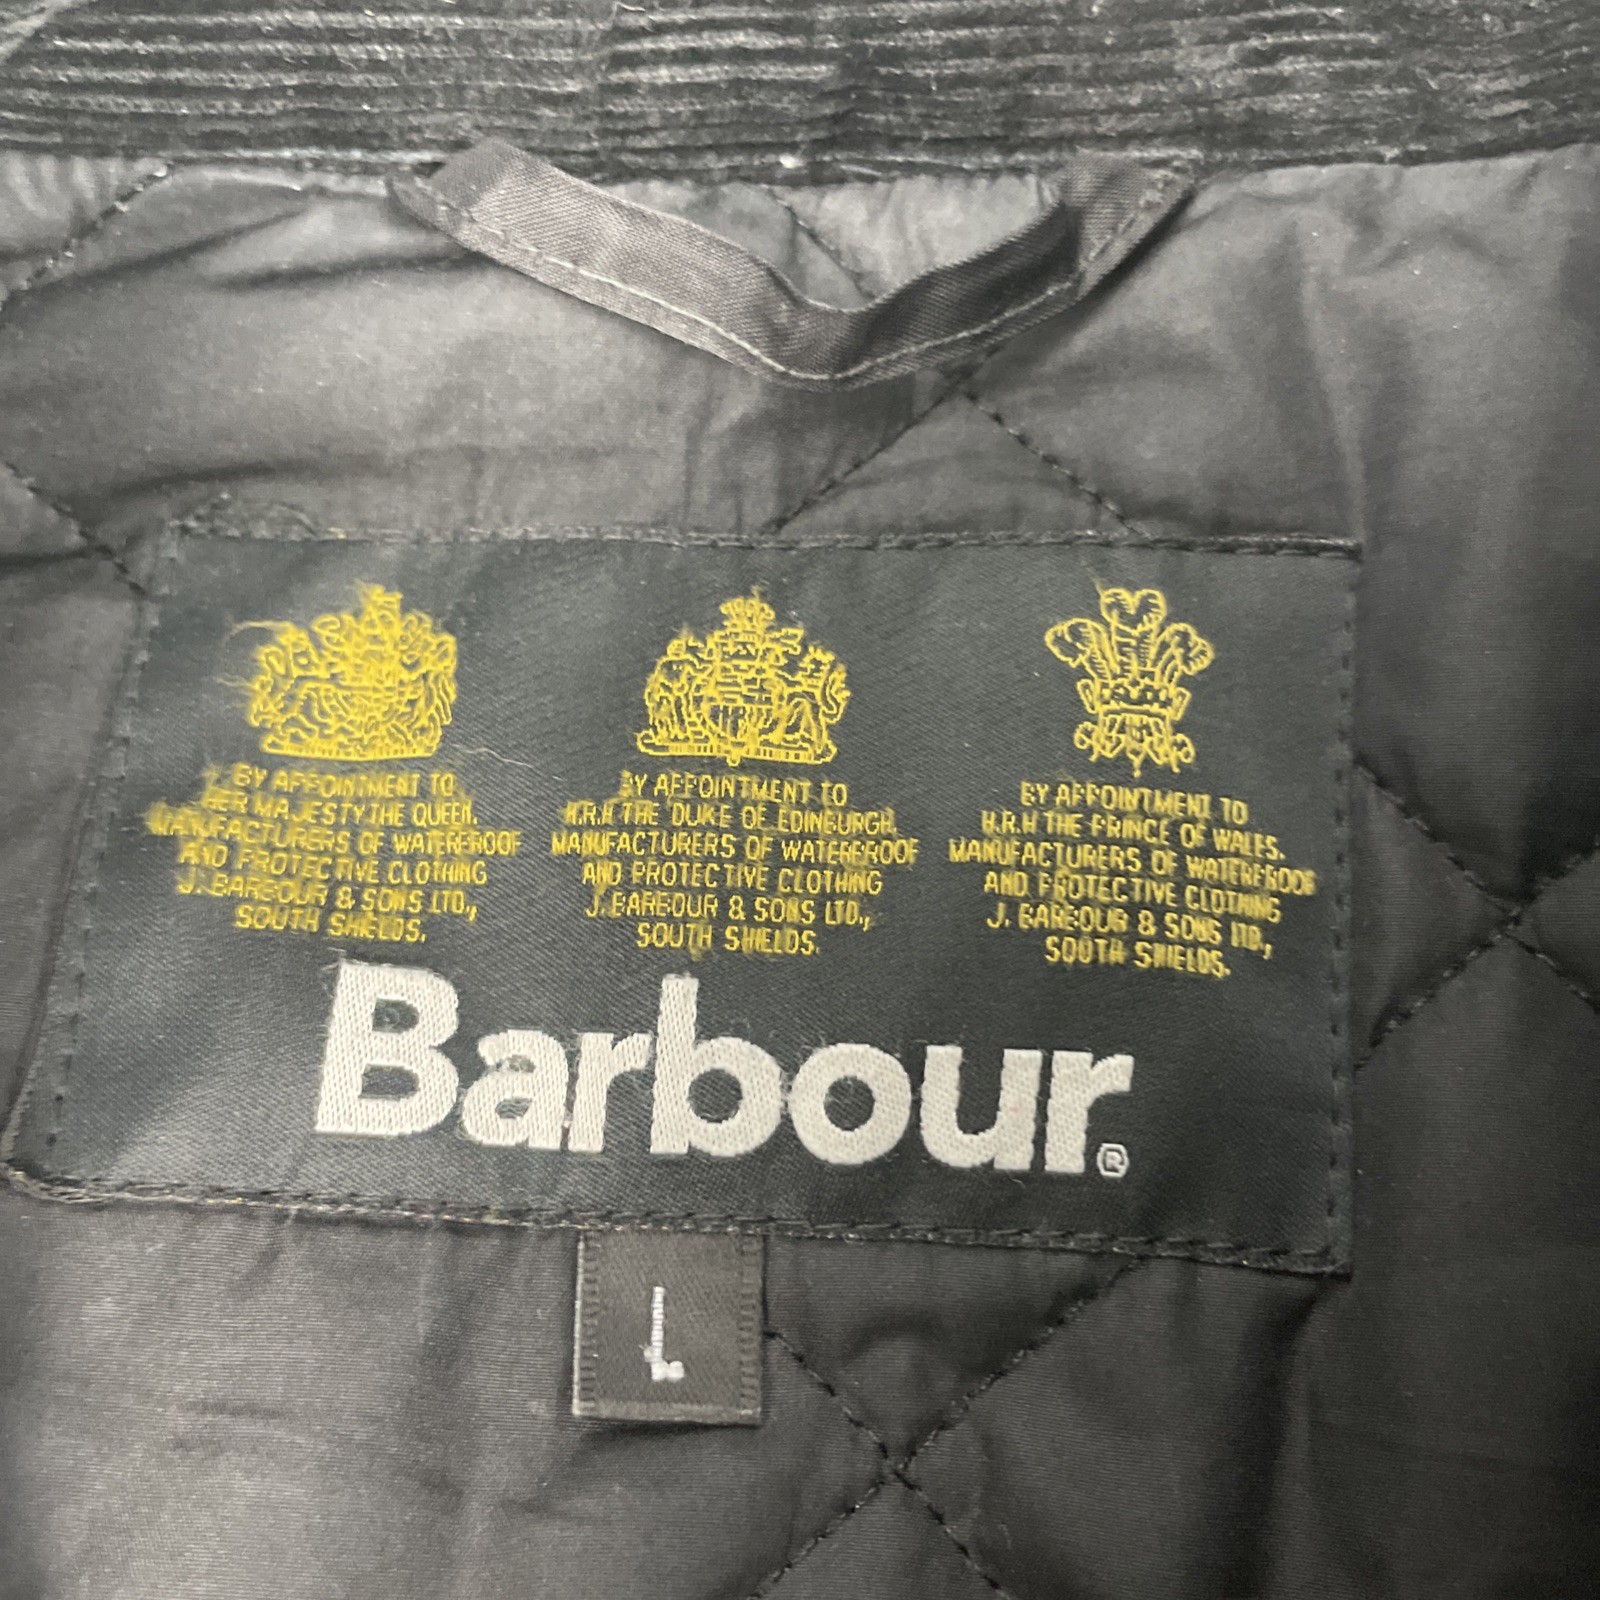 BY APPOINTMENT TO
HER MAJESTY THE QUEEN.
MANUFACTURERS OF WATERPROOF
AND PROTECTIVE CLOTHING
J. BARBOUR & SONS LTD.,
SOUTH SHIELDS.
BY APPOINTMENT TO
H.R.H THE DUKE OF EDINBURGH.
MANUFACTURERS OF WATERPROOF
AND PROTECTIVE CLOTHING
J. BARBOUR & SONS LTD.,
SOUTH SHIELDS.
BY APPOINTMENT TO
H.R.H THE PRINCE OF WALES.
MANUFACTURERS OF WATERPROOF
AND PROTECTIVE CLOTHING
J. BARBOUR & SONS LTD.,
SOUTH SHIELDS.
Barbour®
L